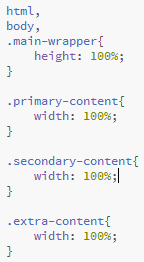 html,
body,
.main-wrapper{
    height: 100%;
}

.primary-content{
    width: 100%;
}

.secondary-content{
    width: 100%;
}

.extra-content{
    width: 100%;
}